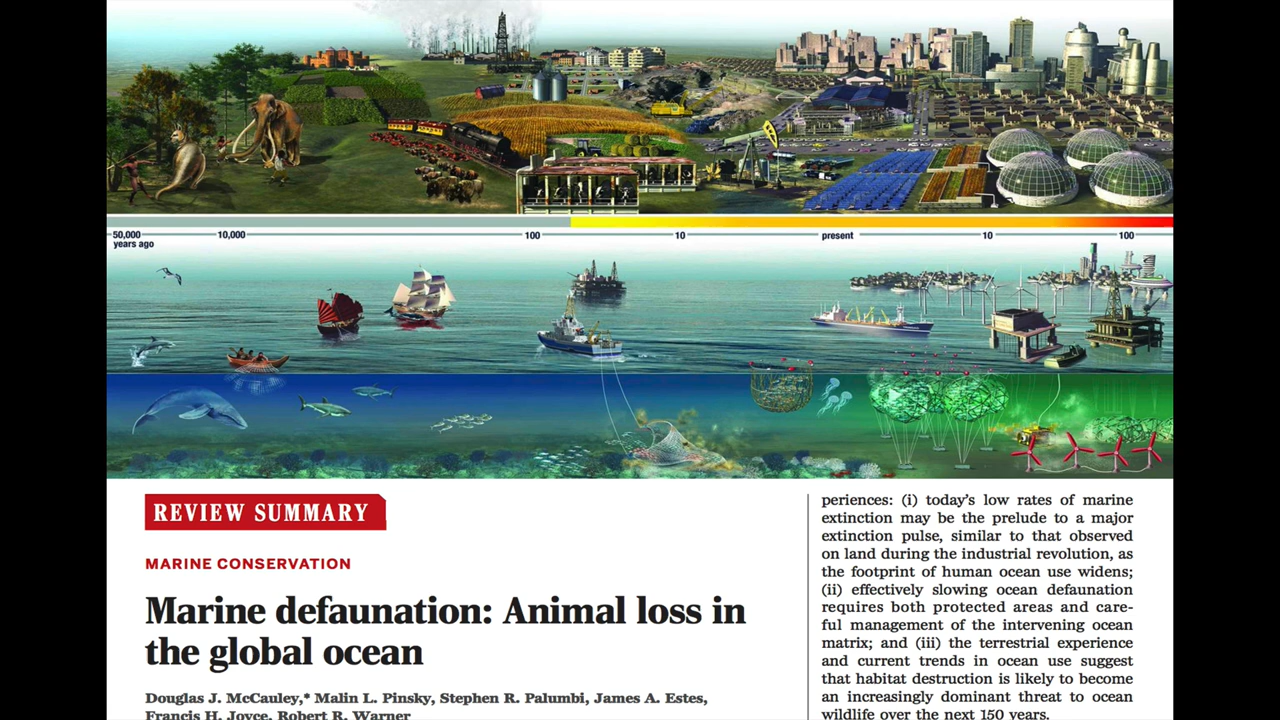 50,000 years ago 10,000 100 10 present 10 100
REVIEW SUMMARY
MARINE CONSERVATION
Marine defaunation: Animal loss in
the global ocean
Douglas J. McCauley,* Malin L. Pinsky, Stephen R. Palumbi, James A. Estes,
Francis H. Joyce, Robert R. Warner
periences: (i) today's low rates of marine
extinction may be the prelude to a major
extinction pulse, similar to that observed
on land during the industrial revolution, as
the footprint of human ocean use widens;
(ii) effectively slowing ocean defaunation
requires both protected areas and care-
ful management of the intervening ocean
matrix; and (iii) the terrestrial experience
and current trends in ocean use suggest
that habitat destruction is likely to become
an increasingly dominant threat to ocean
wildlife over the next 150 years.